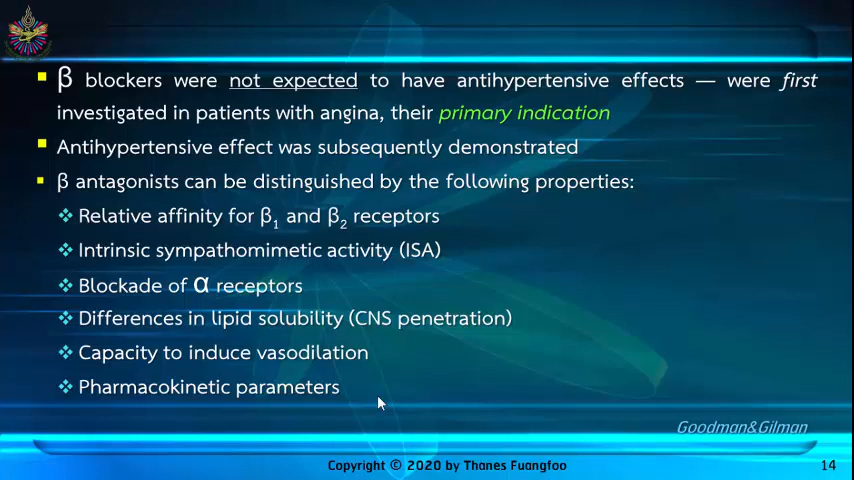 β blockers were not expected to have antihypertensive effects — were first
investigated in patients with angina, their primary indication
Antihypertensive effect was subsequently demonstrated
β antagonists can be distinguished by the following properties:
Relative affinity for β1 and β2 receptors
Intrinsic sympathomimetic activity (ISA)
Blockade of α receptors
Differences in lipid solubility (CNS penetration)
Capacity to induce vasodilation
Pharmacokinetic parameters
Goodman&Gilman
Copyright © 2020 by Thanes Fuangfoo
14